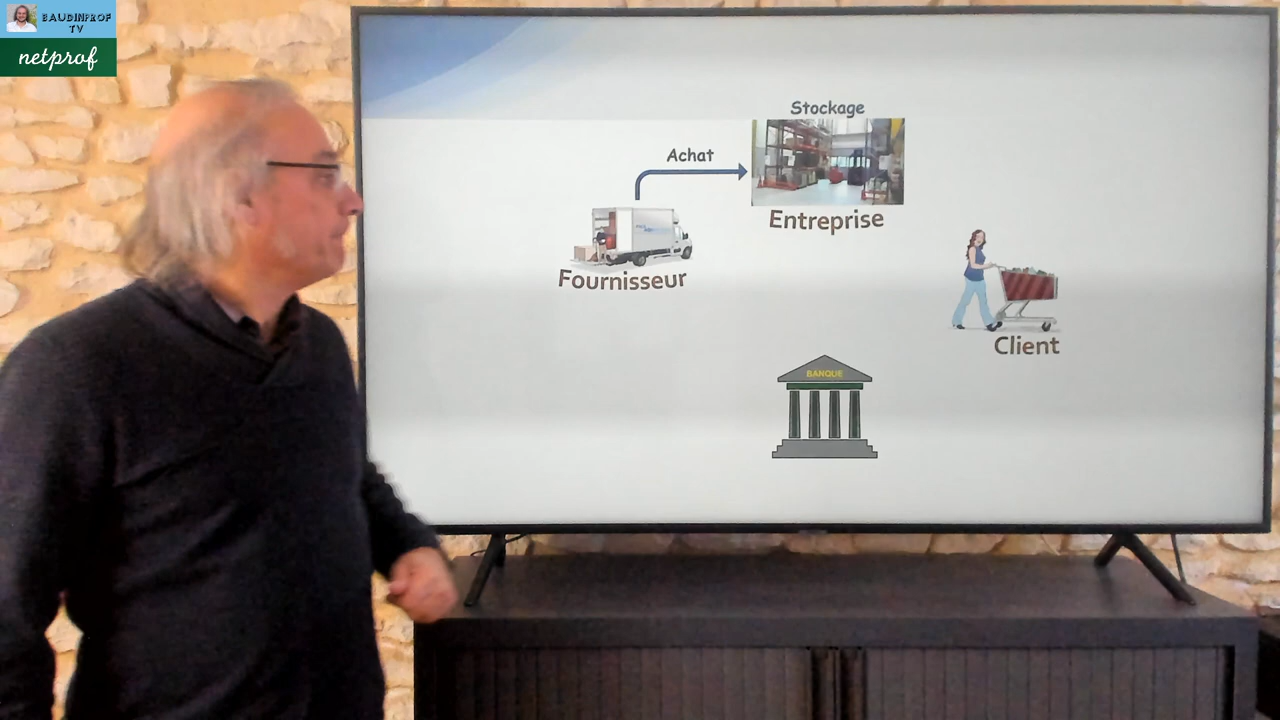 BAUDINPROF
TV
netprof
Stockage
Achat
Entreprise
Fournisseur
Client
BANQUE